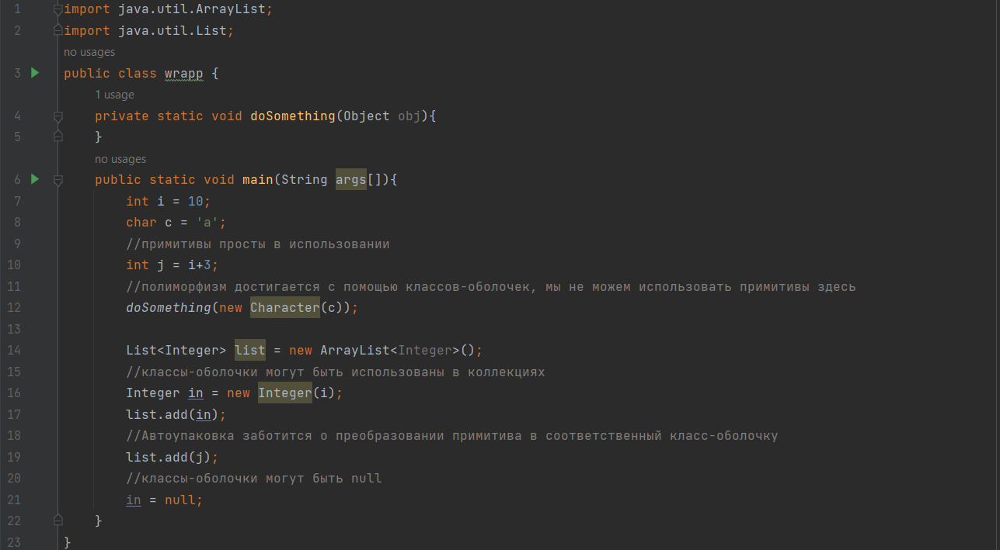 1 import java.util.ArrayList;
2 import java.util.List;
no usages
3 public class wrapp {
1 usage
4 private static void doSomething(Object obj){
5 }
no usages
6 public static void main(String args[]){
7 int i = 10;
8 char c = 'a';
9 //примитивы просты в использовании
10 int j = i+3;
11 //полиморфизм достигается с помощью классов-оболочек, мы не можем использовать примитивы здесь
12 doSomething(new Character(c));
13
14 List<Integer> list = new ArrayList<Integer>();
15 //классы-оболочки могут быть использованы в коллекциях
16 Integer in = new Integer(i);
17 list.add(in);
18 //Автоупаковка заботится о преобразовании примитива в соответственный класс-оболочку
19 list.add(j);
20 //классы-оболочки могут быть null
21 in = null;
22 }
23 }